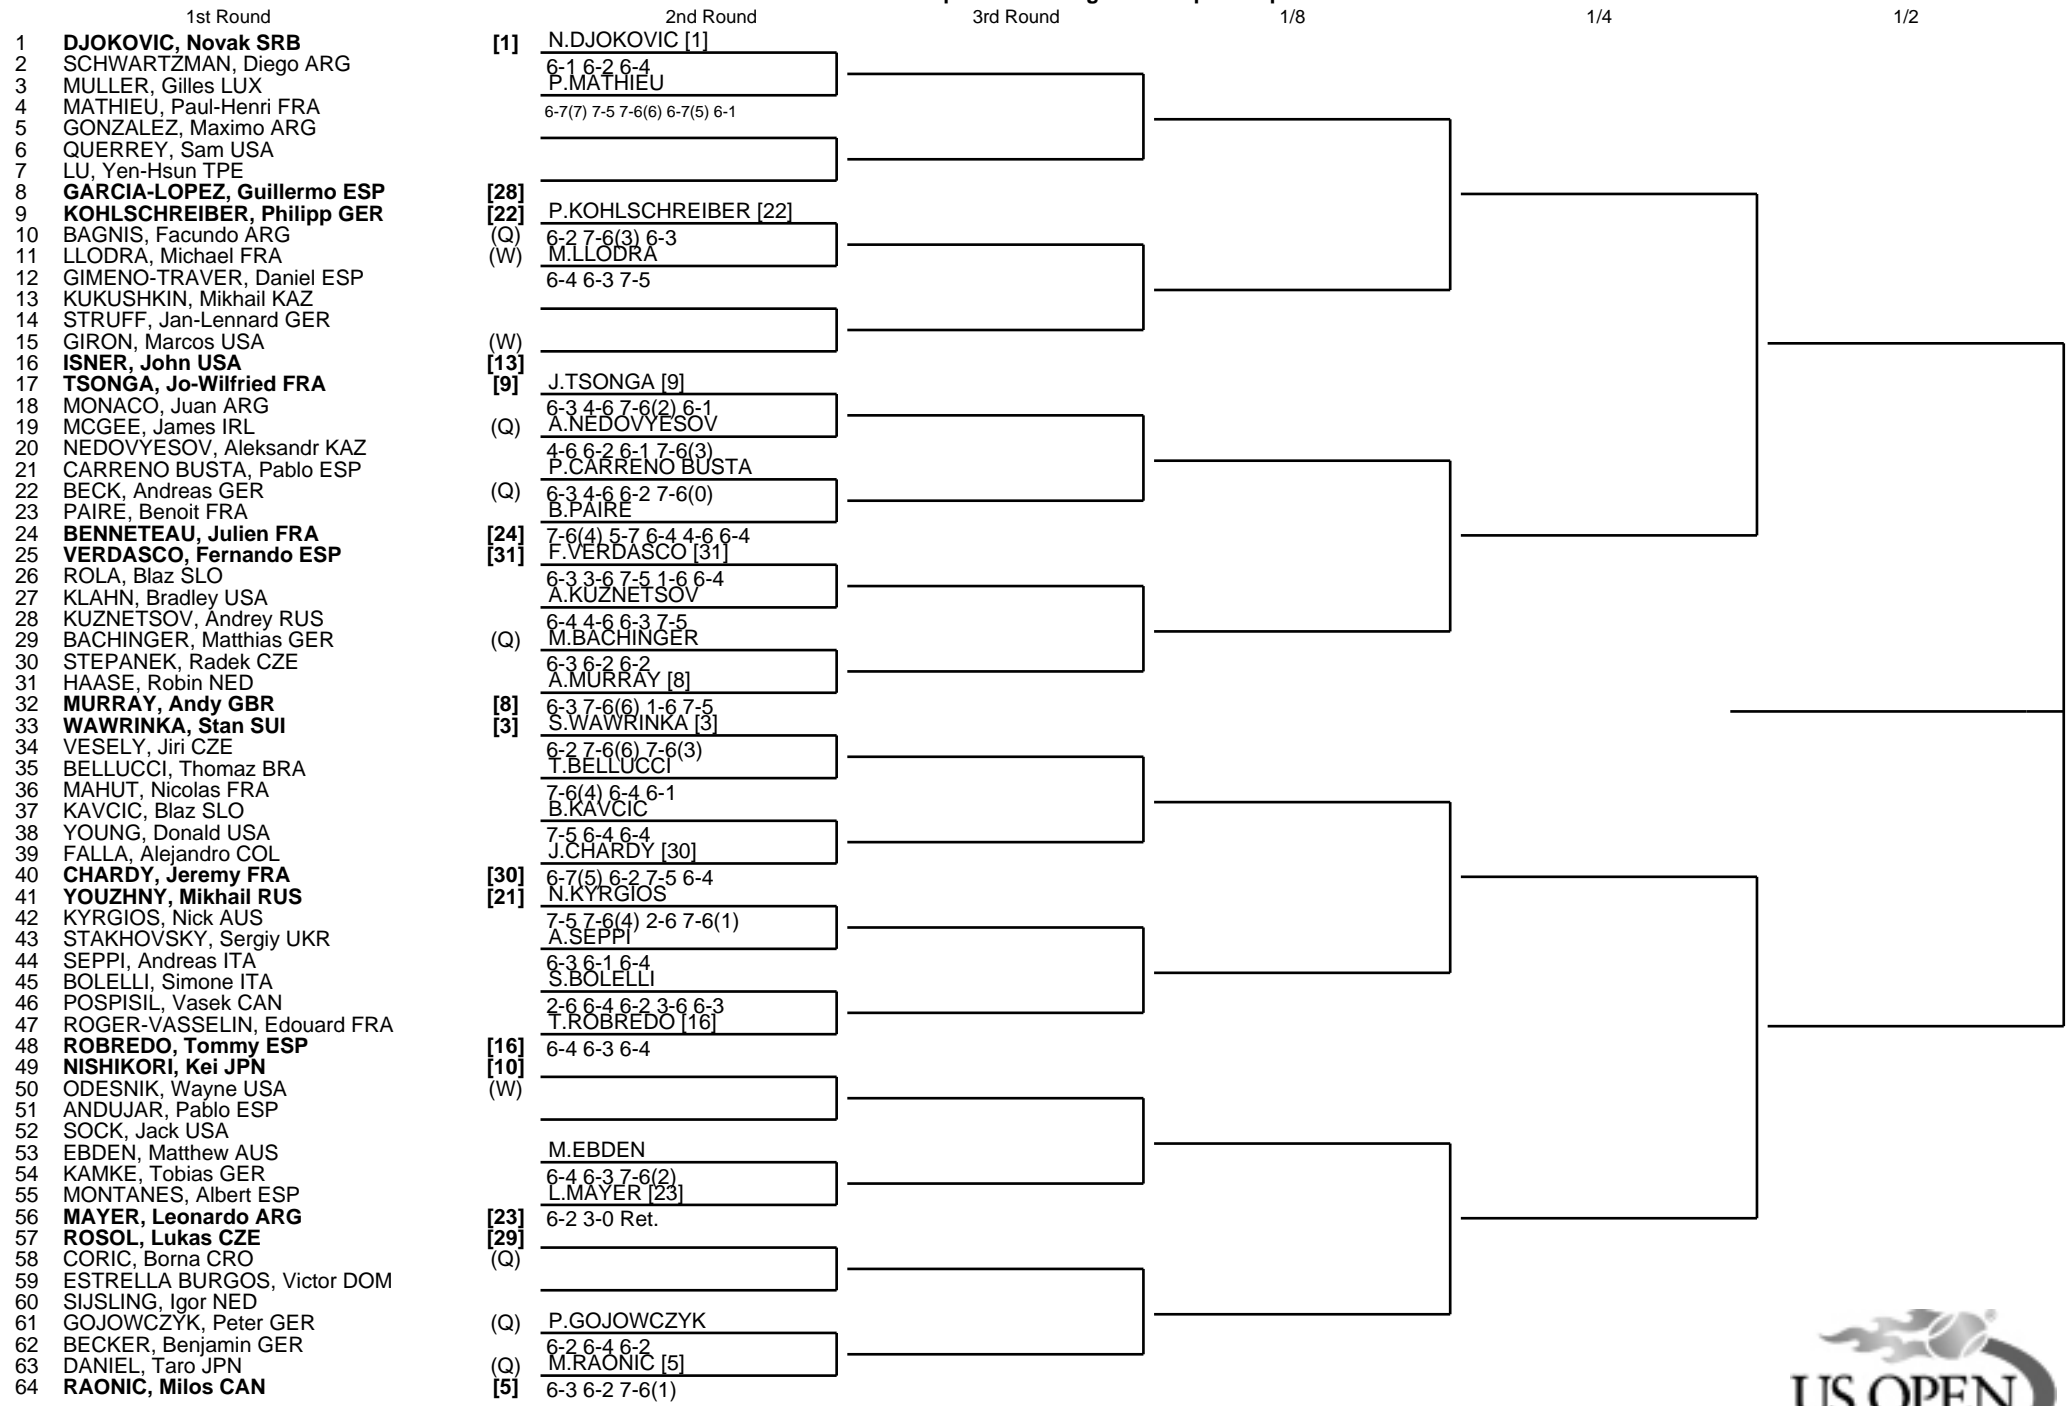 1st Round 2nd Round 3rd Round 1/8 1/4 1/2
1 DJOKOVIC, Novak SRB [1] N.DJOKOVIC [1]
2 SCHWARTZMAN, Diego ARG 6-1 6-2 6-4
3 MULLER, Gilles LUX P.MATHIEU
4 MATHIEU, Paul-Henri FRA 6-7(7) 7-5 7-6(6) 6-7(5) 6-1
5 GONZALEZ, Maximo ARG
6 QUERREY, Sam USA
7 LU, Yen-Hsun TPE
8 GARCIA-LOPEZ, Guillermo ESP [28]
9 KOHLSCHREIBER, Philipp GER [22] P.KOHLSCHREIBER [22]
10 BAGNIS, Facundo ARG (Q) 6-2 7-6(3) 6-3
11 LLODRA, Michael FRA (W) M.LLODRA
12 GIMENO-TRAVER, Daniel ESP 6-4 6-3 7-5
13 KUKUSHKIN, Mikhail KAZ
14 STRUFF, Jan-Lennard GER
15 GIRON, Marcos USA (W)
16 ISNER, John USA [13]
17 TSONGA, Jo-Wilfried FRA [9] J.TSONGA [9]
18 MONACO, Juan ARG 6-3 4-6 7-6(2) 6-1
19 MCGEE, James IRL (Q) A.NEDOVYESOV
20 NEDOVYESOV, Aleksandr KAZ 4-6 6-2 6-1 7-6(3)
21 CARRENO BUSTA, Pablo ESP P.CARRENO BUSTA
22 BECK, Andreas GER (Q) 6-3 4-6 6-2 7-6(0)
23 PAIRE, Benoit FRA B.PAIRE
24 BENNETEAU, Julien FRA [24] 7-6(4) 5-7 6-4 4-6 6-4
25 VERDASCO, Fernando ESP [31] F.VERDASCO [31]
26 ROLA, Blaz SLO 6-3 3-6 7-5 1-6 6-4
27 KLAHN, Bradley USA A.KUZNETSOV
28 KUZNETSOV, Andrey RUS 6-4 4-6 6-3 7-5
29 BACHINGER, Matthias GER (Q) M.BACHINGER
30 STEPANEK, Radek CZE 6-3 6-2 6-2
31 HAASE, Robin NED A.MURRAY [8]
32 MURRAY, Andy GBR [8] 6-3 7-6(6) 1-6 7-5
33 WAWRINKA, Stan SUI [3] S.WAWRINKA [3]
34 VESELY, Jiri CZE 6-2 7-6(6) 7-6(3)
35 BELLUCCI, Thomaz BRA T.BELLUCCI
36 MAHUT, Nicolas FRA 7-6(4) 6-4 6-1
37 KAVCIC, Blaz SLO B.KAVCIC
38 YOUNG, Donald USA 7-5 6-4 6-4
39 FALLA, Alejandro COL J.CHARDY [30]
40 CHARDY, Jeremy FRA [30] 6-7(5) 6-2 7-5 6-4
41 YOUZHNY, Mikhail RUS [21] N.KYRGIOS
42 KYRGIOS, Nick AUS 7-5 7-6(4) 2-6 7-6(1)
43 STAKHOVSKY, Sergiy UKR A.SEPPI
44 SEPPI, Andreas ITA 6-3 6-1 6-4
45 BOLELLI, Simone ITA S.BOLELLI
46 POSPISIL, Vasek CAN 2-6 6-4 6-2 3-6 6-3
47 ROGER-VASSELIN, Edouard FRA T.ROBREDO [16]
48 ROBREDO, Tommy ESP [16] 6-4 6-3 6-4
49 NISHIKORI, Kei JPN [10]
50 ODESNIK, Wayne USA (W)
51 ANDUJAR, Pablo ESP
52 SOCK, Jack USA
53 EBDEN, Matthew AUS M.EBDEN
54 KAMKE, Tobias GER 6-4 6-3 7-6(2)
55 MONTANES, Albert ESP L.MAYER [23]
56 MAYER, Leonardo ARG [23] 6-2 3-0 Ret.
57 ROSOL, Lukas CZE [29]
58 CORIC, Borna CRO (Q)
59 ESTRELLA BURGOS, Victor DOM
60 SIJSLING, Igor NED
61 GOJOWCZYK, Peter GER (Q) P.GOJOWCZYK
62 BECKER, Benjamin GER 6-2 6-4 6-2
63 DANIEL, Taro JPN (Q) M.RAONIC [5]
64 RAONIC, Milos CAN [5] 6-3 6-2 7-6(1)
US OPEN